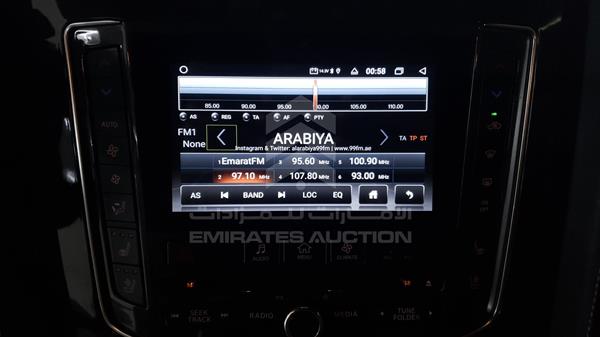 14.3V 00:58
85.00 90.00 95.00 100.00 105.00 110.00
AS REG TA AF PTY
FM1 ARABIYA TA TP ST
None Instagram & Twitter: alarabiya99fm | www.99fm.ae
1 EmaratFM 3 95.60 MHz 5 100.90 MHz
2 97.10 MHz 4 107.80 MHz 6 93.00 MHz
AS BAND LOC EQ
الإمارات للمزادات
EMIRATES AUCTION
AUDIO MENU CLIMATE
SEEK TRACK RADIO MEDIA TUNE FOLDER